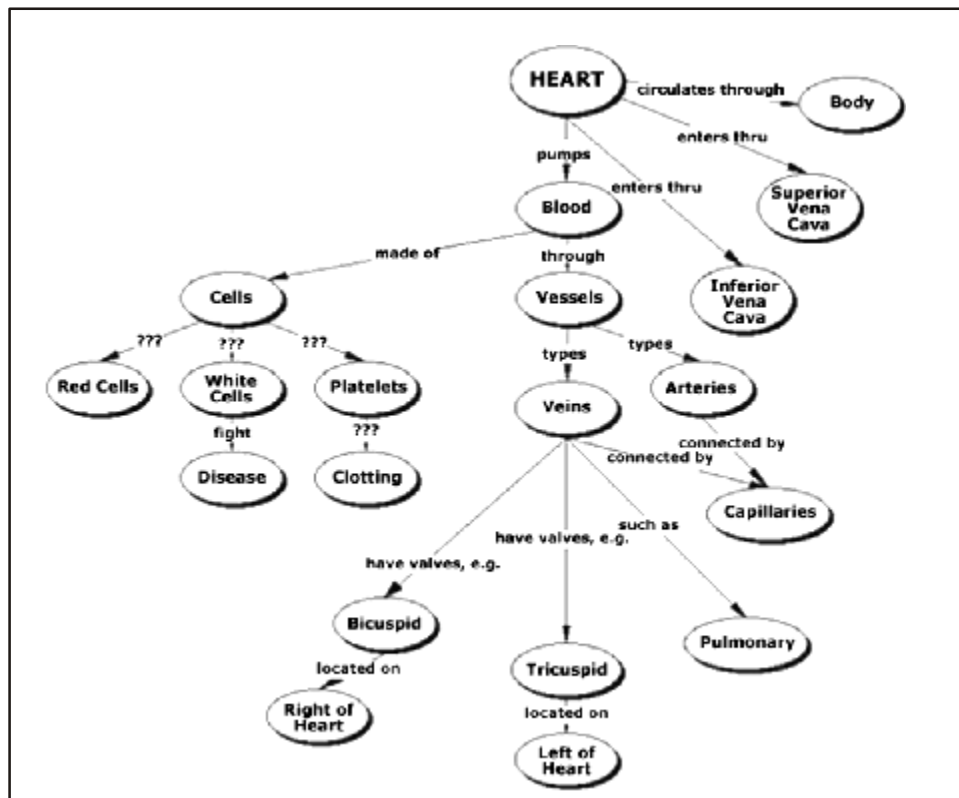 HEART
circulates through
Body
enters thru
pumps
enters thru
Superior
Vena
Cava
Blood
made of
through
Cells
Vessels
Inferior
Vena
Cava
???
???
???
types
types
Red Cells
White
Cells
Platelets
Veins
Arteries
fight
???
connected by
connected by
Disease
Clotting
Capillaries
such as
have valves, e.g.
have valves, e.g.
Bicuspid
Pulmonary
located on
Tricuspid
Right of
Heart
located on
Left of
Heart